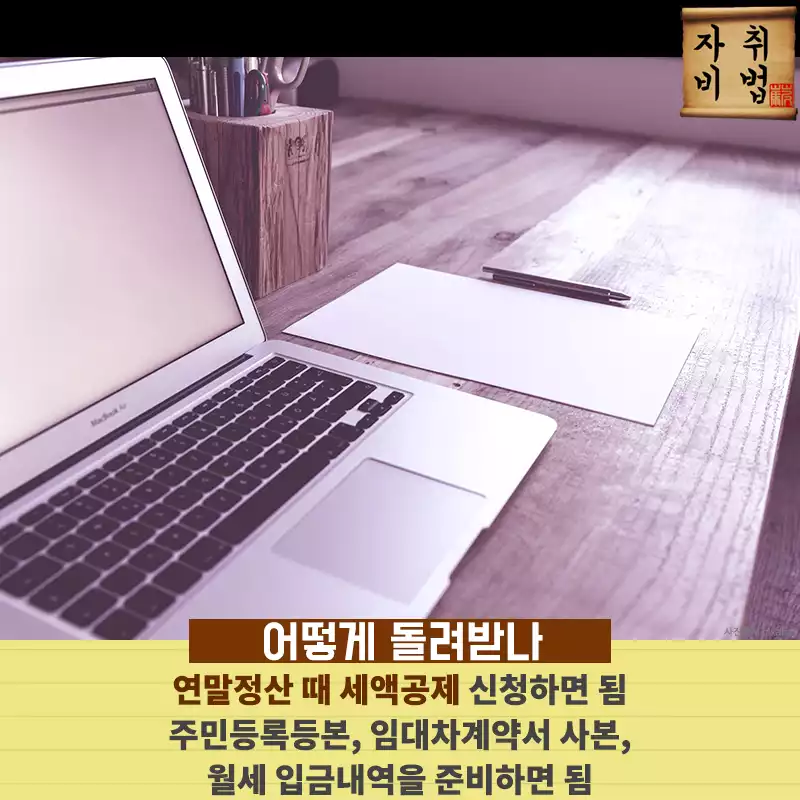 자취
비법
MacBook Air
어떻게 돌려받나
연말정산 때 세액공제 신청하면 됨
주민등록등본, 임대차계약서 사본,
월세 입금내역을 준비하면 됨